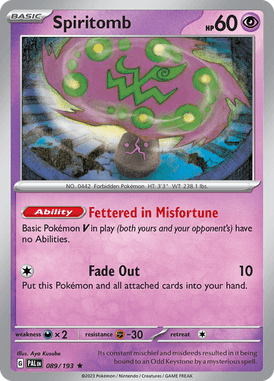 BASIC
Spiritomb
HP60
NO. 0442 Forbidden Pokémon HT: 3'3" WT: 238.1 lbs.
Ability Fettered in Misfortune
Basic Pokémon V in play (both yours and your opponent's) have
no Abilities.
Fade Out 10
Put this Pokémon and all attached cards into your hand.
weakness ×2 resistance -30 retreat
Illus. Ayo Kusube
G PAL EN 089/193 ★
Its constant mischief and misdeeds resulted in it being
bound to an Odd Keystone by a mysterious spell.
©2023 Pokémon / Nintendo / Creatures / GAME FREAK